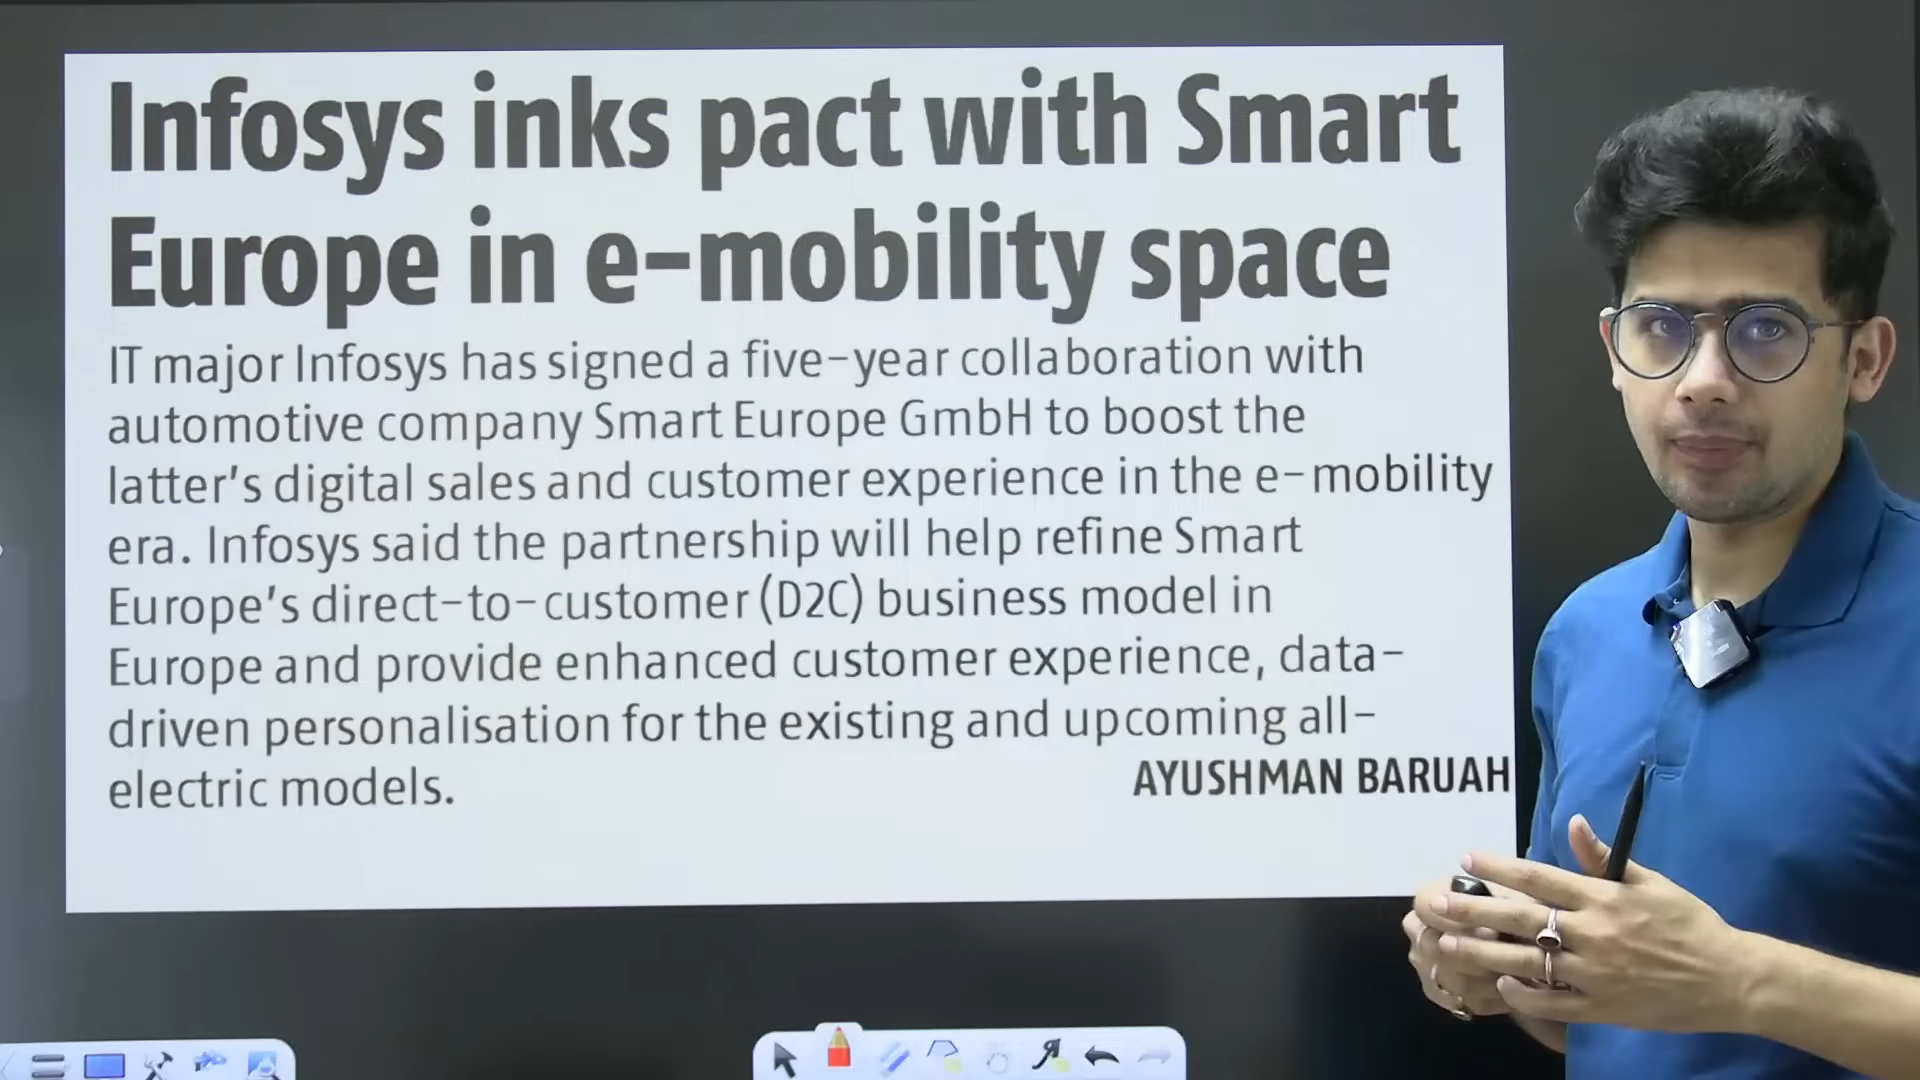 Infosys inks pact with Smart
Europe in e-mobility space
IT major Infosys has signed a five-year collaboration with
automotive company Smart Europe GmbH to boost the
latter's digital sales and customer experience in the e-mobility
era. Infosys said the partnership will help refine Smart
Europe's direct-to-customer (D2C) business model in
Europe and provide enhanced customer experience, data-
driven personalisation for the existing and upcoming all-
electric models.
AYUSHMAN BARUAH